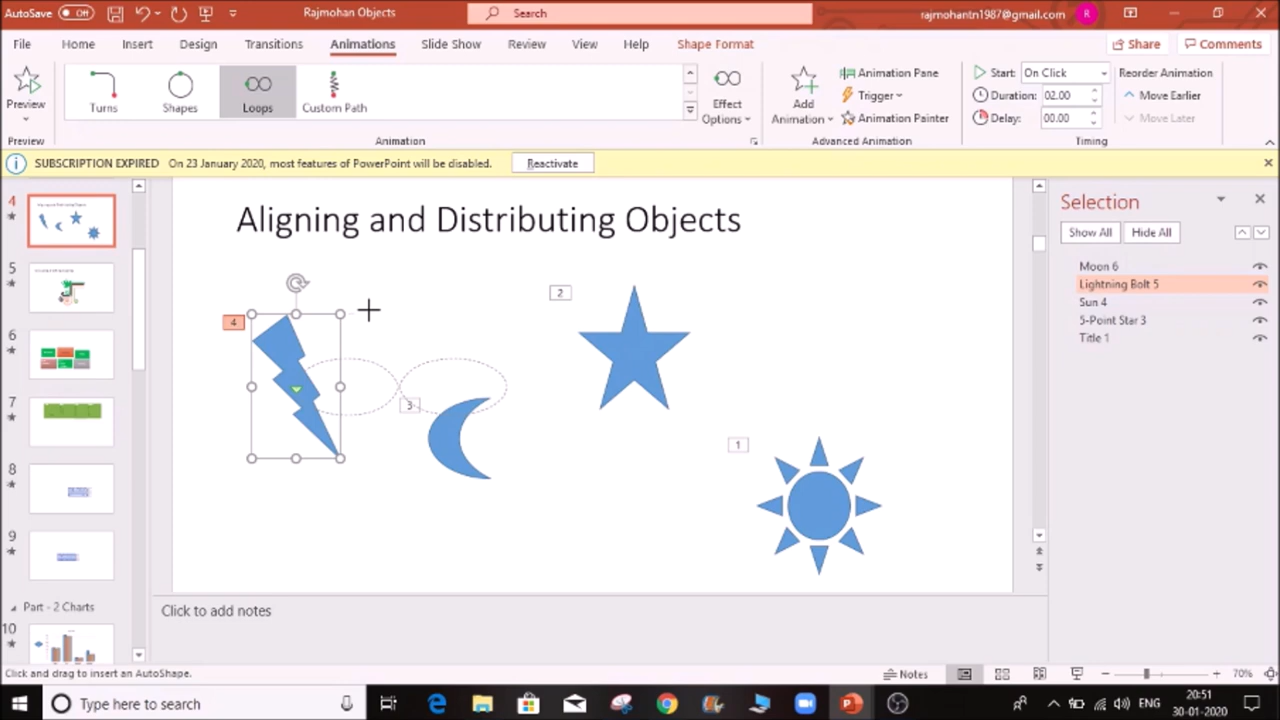 AutoSave Off Rajmohan Objects Search rajmohantn1987@gmail.com R
File Home Insert Design Transitions Animations Slide Show Review View Help Shape Format Share Comments
Preview Turns Shapes Loops Custom Path Effect Options Add Animation Animation Pane Start: On Click Reorder Animation
Trigger Duration: 02.00 Move Earlier
Animation Painter Delay: 00.00 Move Later
Preview Animation Advanced Animation Timing
SUBSCRIPTION EXPIRED On 23 January 2020, most features of PowerPoint will be disabled. Reactivate
4
5
6
7
8
9
Part - 2 Charts
10
Aligning and Distributing Objects
2
4
3
1
Click to add notes
Selection
Show All Hide All
Moon 6
Lightning Bolt 5
Sun 4
5-Point Star 3
Title 1
Click and drag to insert an AutoShape. Notes 70%
Type here to search ENG 20:51
30-01-2020